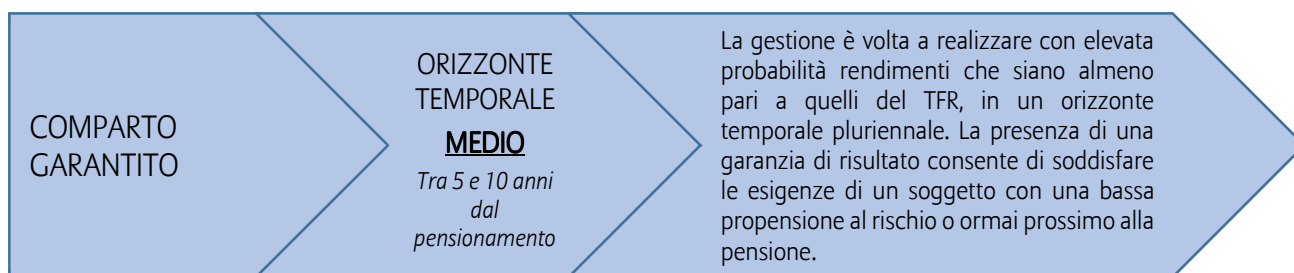 COMPARTO
GARANTITO
ORIZZONTE
TEMPORALE
MEDIO
Tra 5 e 10 anni
dal
pensionamento
La gestione è volta a realizzare con elevata
probabilità rendimenti che siano almeno
pari a quelli del TFR, in un orizzonte
temporale pluriennale. La presenza di una
garanzia di risultato consente di soddisfare
le esigenze di un soggetto con una bassa
propensione al rischio o ormai prossimo alla
pensione.